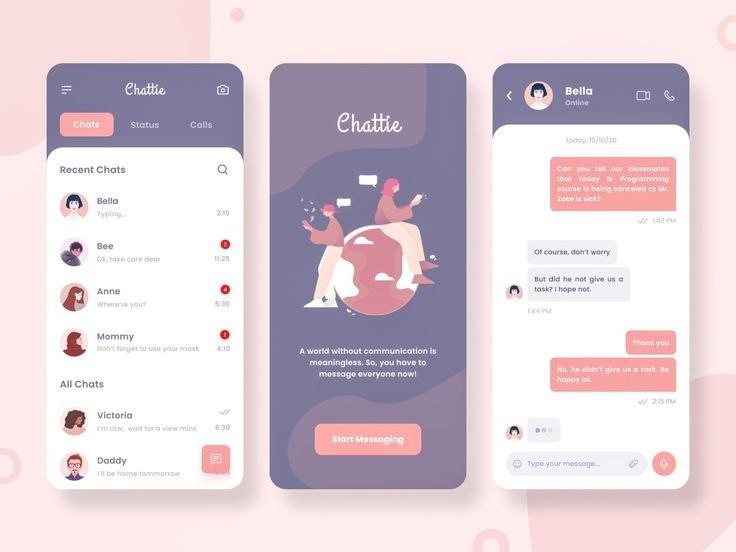 Chattie
Chats
Status
Calls
Recent Chats
Bella
Typing...
2:15
Bee
2
Ok, take care dear
11:25
Anne
4
Where're you?
5:30
Mommy
1
Don't forget to use your mask
4:10
All Chats
Victoria
I'm otw, wait for a view mins
6:30
Daddy
I'll be home tammorrow
Chattie
A world without communication is
meaningless. So, you have to
message everyone now!
Start Messaging
Bella
Online
Today, 10/10/20
Can you tell our classmates
that today is Programming
course is being canceled cz Mr.
Zake is sick?
1:40 PM
Of course, don't worry
But did he not give us a
task? I hope not.
1:44 PM
Thank you
No, he didn't give us a task. Be
happy lol.
2:15 PM
Type your message...